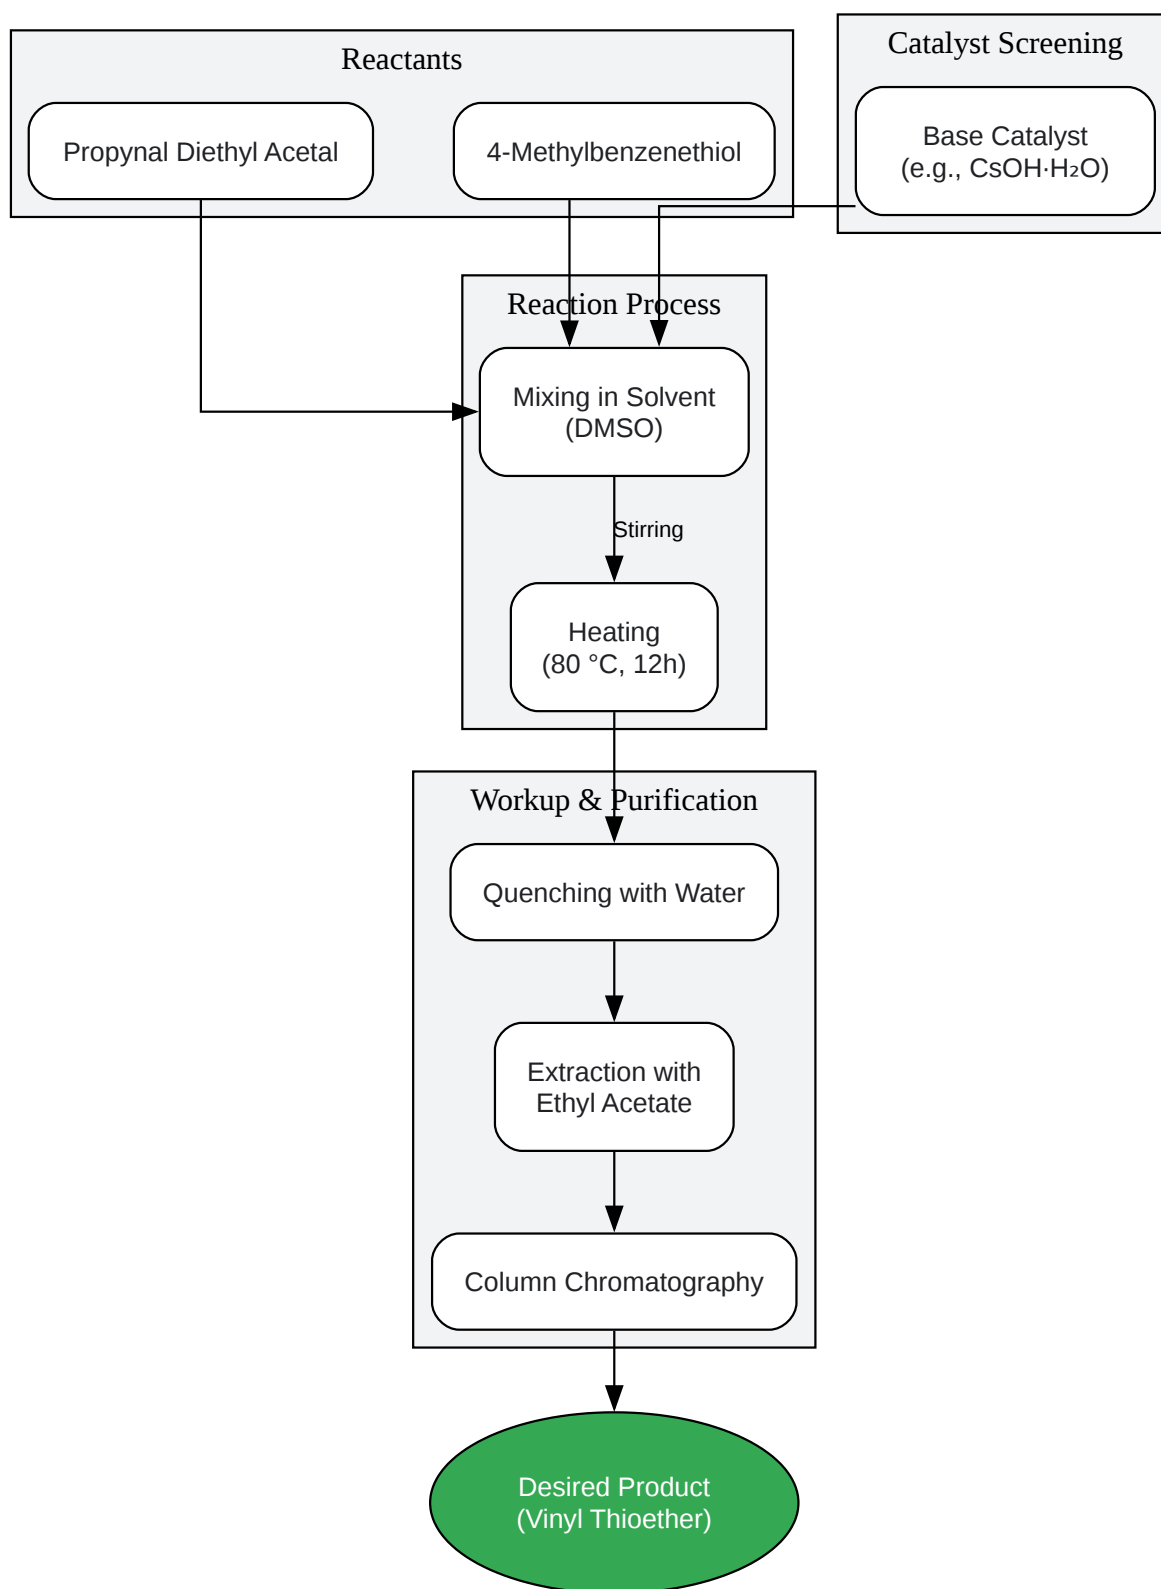 Reactants
Catalyst Screening
Propynal Diethyl Acetal
4-Methylbenzenethiol
Base Catalyst
(e.g., CsOH·H₂O)
Reaction Process
Mixing in Solvent
(DMSO)
Stirring
Heating
(80 °C, 12h)
Workup & Purification
Quenching with Water
Extraction with
Ethyl Acetate
Column Chromatography
Desired Product
(Vinyl Thioether)